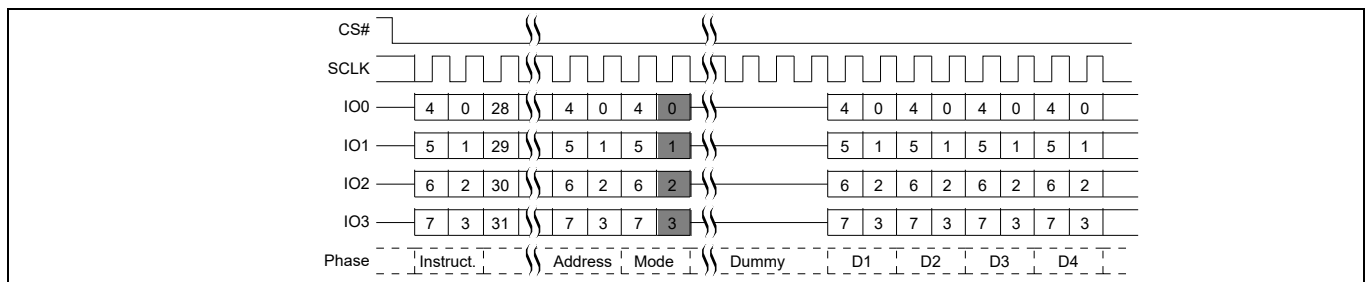 CS#
SCLK
IO0 4 0 28 4 0 4 0 4 0 4 0 4 0 4 0
IO1 5 1 29 5 1 5 1 5 1 5 1 5 1 5 1
IO2 6 2 30 6 2 6 2 6 2 6 2 6 2 6 2
IO3 7 3 31 7 3 7 3 7 3 7 3 7 3 7 3
Phase Instruct. Address Mode Dummy D1 D2 D3 D4